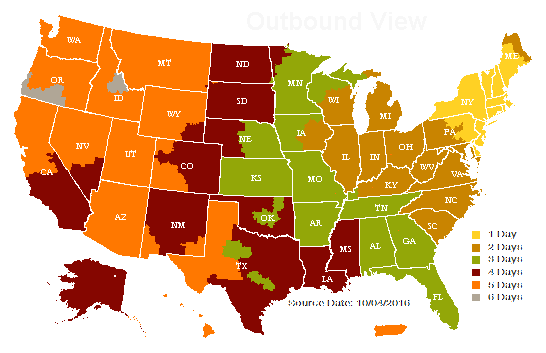 Outbound View
WA
ME
OR
MT
ND
MN
ID
SD
WI
NY
WY
MI
NV
NE
IA
PA
UT
IL
IN
OH
CA
CO
WV
VA
KS
MO
KY
NC
TN
AZ
NM
OK
AR
SC
MS
AL
GA
TX
LA
FL
1 Day
2 Days
3 Days
4 Days
5 Days
6 Days
Source Date: 10/04/2016